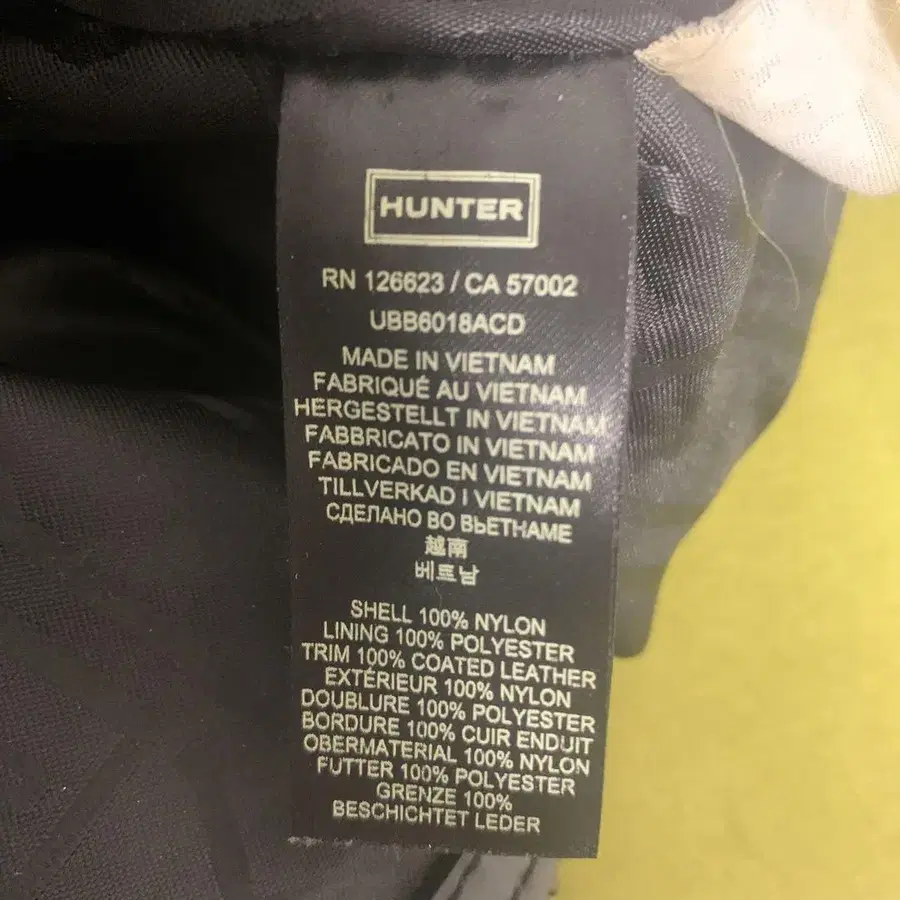 HUNTER
RN 126623 / CA 57002
UBB6018ACD
MADE IN VIETNAM
FABRIQUÉ AU VIETNAM
HERGESTELLT IN VIETNAM
FABBRICATO IN VIETNAM
FABRICADO EN VIETNAM
TILLVERKAD I VIETNAM
СДЕЛАНО ВО ВЬЕТНАМЕ
越南
베트남
SHELL 100% NYLON
LINING 100% POLYESTER
TRIM 100% COATED LEATHER
EXTÉRIEUR 100% NYLON
DOUBLURE 100% POLYESTER
BORDURE 100% CUIR ENDUIT
OBERMATERIAL 100% NYLON
FUTTER 100% POLYESTER
GRENZE 100%
BESCHICHTET LEDER